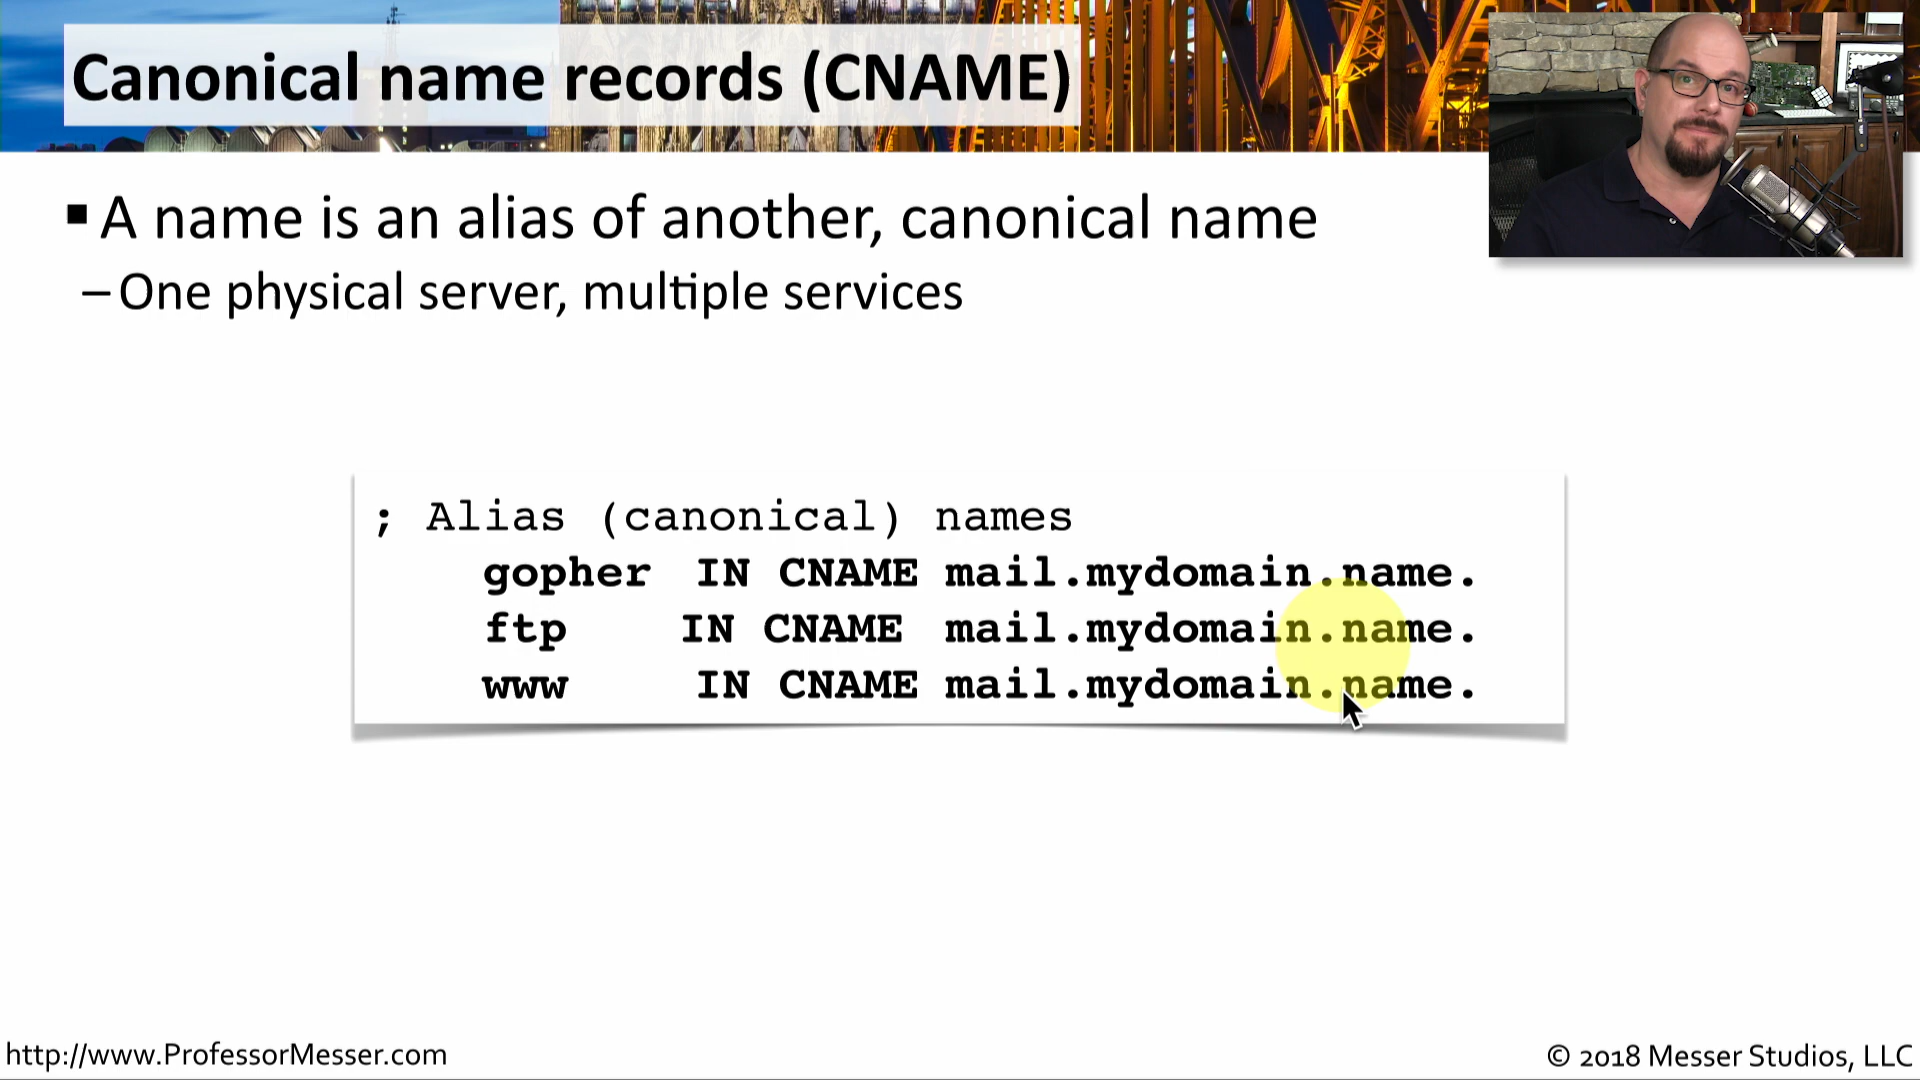 Canonical name records (CNAME)
▪ A name is an alias of another, canonical name
– One physical server, multiple services
; Alias (canonical) names
gopher IN CNAME mail.mydomain.name.
ftp IN CNAME mail.mydomain.name.
www IN CNAME mail.mydomain.name.
http://www.ProfessorMesser.com
© 2018 Messer Studios, LLC